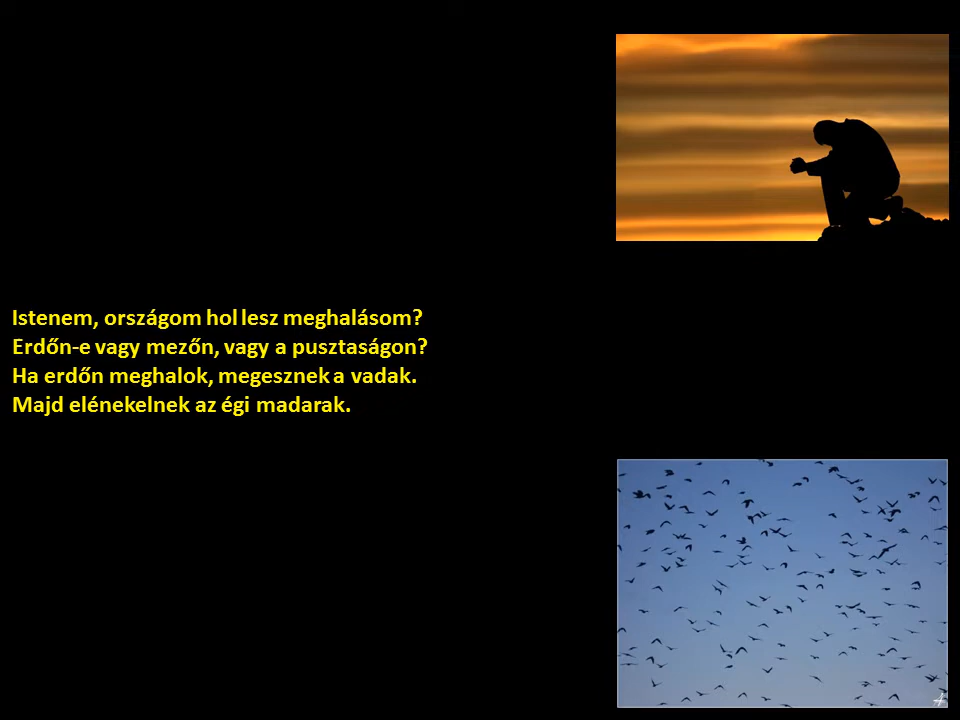 Istenem, országom hol lesz meghalásom?
Erdőn-e vagy mezőn, vagy a pusztaságon?
Ha erdőn meghalok, megesznek a vadak.
Majd elénekelnek az égi madarak.